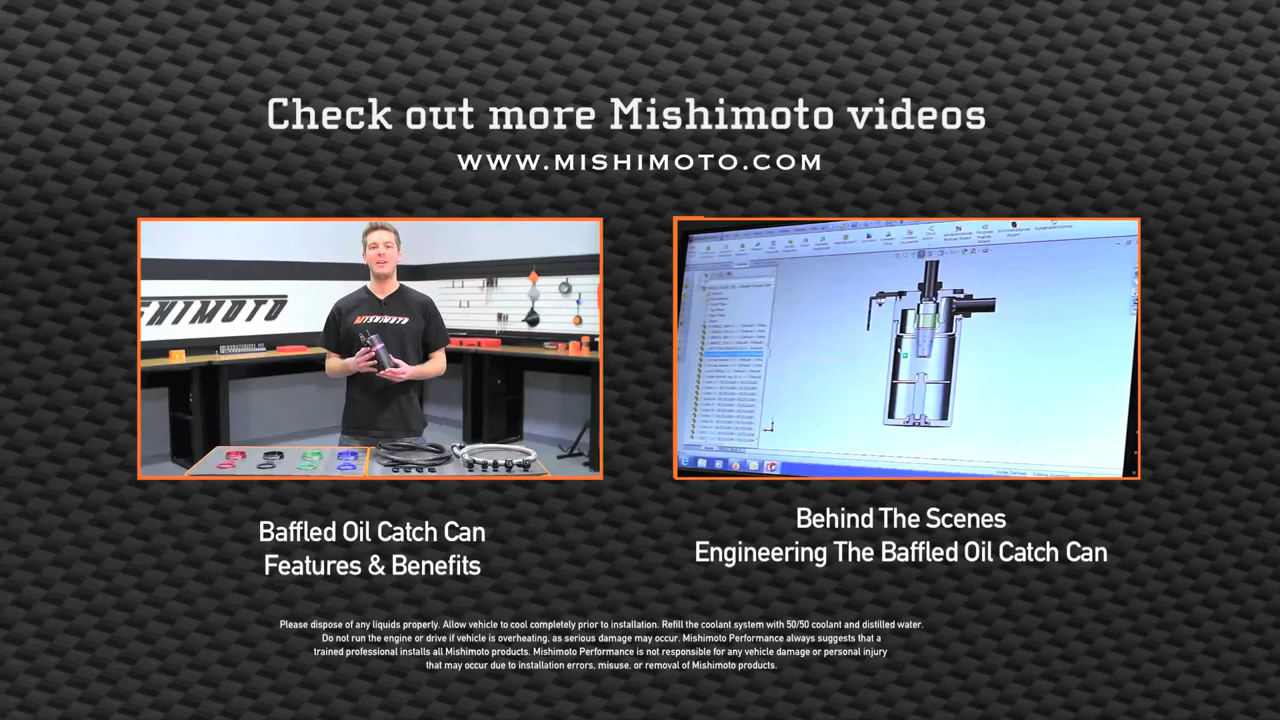 Check out more Mishimoto videos
WWW.MISHIMOTO.COM
MISHIMOTO
Baffled Oil Catch Can
Features & Benefits
Behind The Scenes
Engineering The Baffled Oil Catch Can
Please dispose of any liquids properly. Allow vehicle to cool completely prior to installation. Refill the coolant system with 50/50 coolant and distilled water.
Do not run the engine or drive if vehicle is overheating, as serious damage may occur. Mishimoto Performance always suggests that a
trained professional installs all Mishimoto products. Mishimoto Performance is not responsible for any vehicle damage or personal injury
that may occur due to installation errors, misuse, or removal of Mishimoto products.